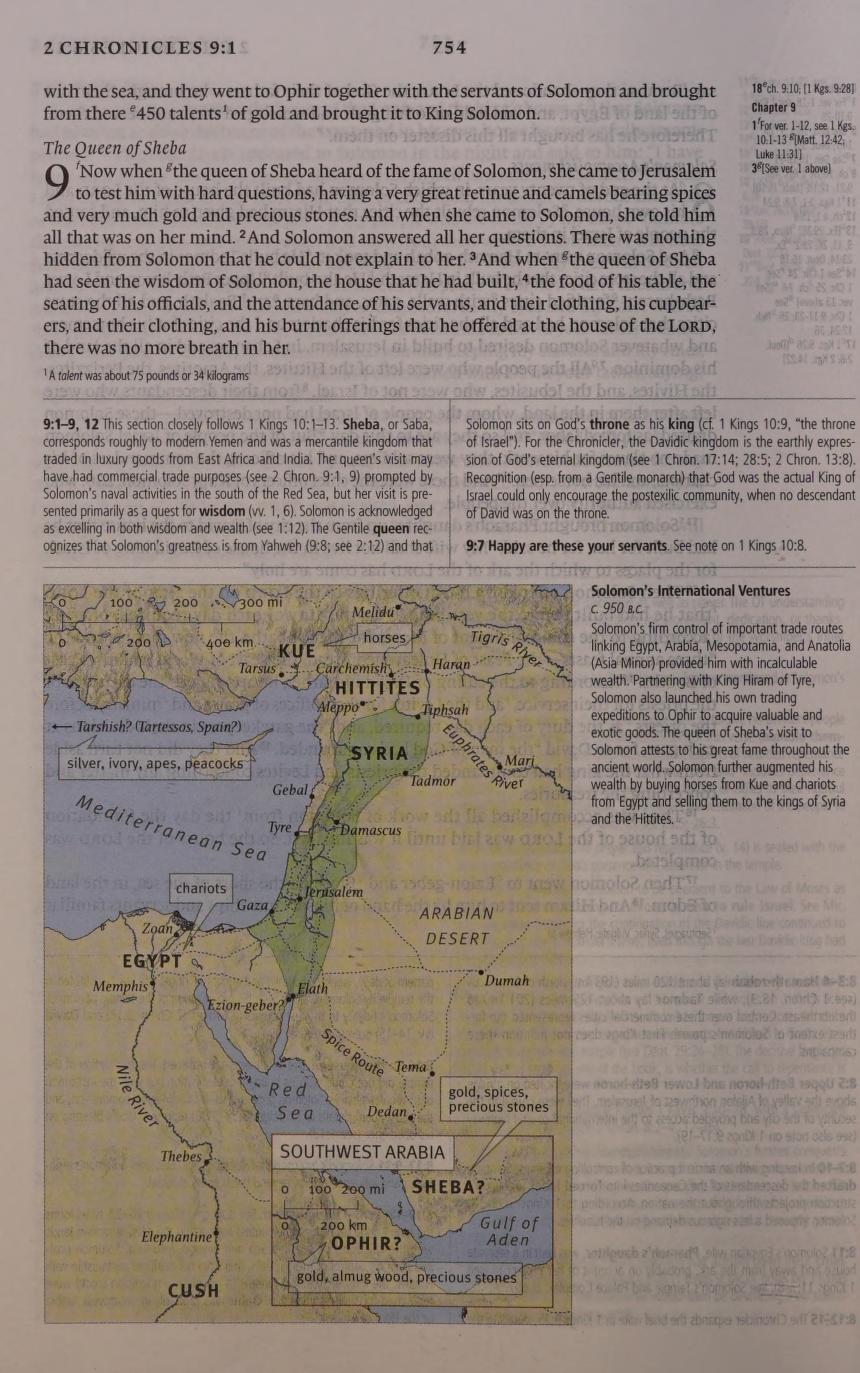 2 CHRONICLES 9:1
754
with the sea, and they went to Ophir together with the servants of Solomon and brought
from there ᵉ450 talents¹ of gold and brought it to King Solomon.
The Queen of Sheba
9 ᶠNow when ᵍthe queen of Sheba heard of the fame of Solomon, she came to Jerusalem
to test him with hard questions, having a very great retinue and camels bearing spices
and very much gold and precious stones. And when she came to Solomon, she told him
all that was on her mind. ²And Solomon answered all her questions. There was nothing
hidden from Solomon that he could not explain to her. ³And when ᵍthe queen of Sheba
had seen the wisdom of Solomon, the house that he had built, ⁴the food of his table, the
seating of his officials, and the attendance of his servants, and their clothing, his cupbear-
ers, and their clothing, and his burnt offerings that he offered at the house of the LORD,
there was no more breath in her.
¹A talent was about 75 pounds or 34 kilograms
18ᵉch. 9:10; [1 Kgs. 9:28]
Chapter 9
1ᶠFor ver. 1-12, see 1 Kgs.
10:1-13 ᵍ[Matt. 12:42;
Luke 11:31]
3ᵍ[See ver. 1 above]
9:1–9, 12 This section closely follows 1 Kings 10:1–13. Sheba, or Saba,
corresponds roughly to modern Yemen and was a mercantile kingdom that
traded in luxury goods from East Africa and India. The queen's visit may
have had commercial trade purposes (see 2 Chron. 9:1, 9) prompted by
Solomon's naval activities in the south of the Red Sea, but her visit is pre-
sented primarily as a quest for wisdom (vv. 1, 6). Solomon is acknowledged
as excelling in both wisdom and wealth (see 1:12). The Gentile queen rec-
ognizes that Solomon's greatness is from Yahweh (9:8; see 2:12) and that
Solomon sits on God's throne as his king (cf. 1 Kings 10:9, "the throne
of Israel"). For the Chronicler, the Davidic kingdom is the earthly expres-
sion of God's eternal kingdom (see 1 Chron. 17:14; 28:5; 2 Chron. 13:8).
Recognition (esp. from a Gentile monarch) that God was the actual King of
Israel could only encourage the postexilic community, when no descendant
of David was on the throne.
9:7 Happy are these your servants. See note on 1 Kings 10:8.
0 100 200 300 mi
0 200 400 km
Melidu
horses
KUE
Tigris River
Tarsus
Carchemish
Haran
HITTITES
Aleppo
Tiphsah
← Tarshish? (Tartessos, Spain?)
silver, ivory, apes, peacocks
SYRIA
Euphrates River
Mari
Tadmor
Gebal
Mediterranean Sea
Tyre
Damascus
chariots
Jerusalem
Gaza
ARABIAN
DESERT
Zoan
EGYPT
Memphis
Dumah
Elath
Ezion-geber?
Spice Route
Tema
Nile River
Red
Sea
gold, spices,
precious stones
Dedan
SOUTHWEST ARABIA
Thebes
0 100 200 mi
SHEBA?
0 200 km
Gulf of
Aden
Elephantine
OPHIR?
gold, almug wood, precious stones
CUSH
Solomon's International Ventures
c. 950 B.C.
Solomon's firm control of important trade routes
linking Egypt, Arabia, Mesopotamia, and Anatolia
(Asia Minor) provided him with incalculable
wealth. Partnering with King Hiram of Tyre,
Solomon also launched his own trading
expeditions to Ophir to acquire valuable and
exotic goods. The queen of Sheba's visit to
Solomon attests to his great fame throughout the
ancient world. Solomon further augmented his
wealth by buying horses from Kue and chariots
from Egypt and selling them to the kings of Syria
and the Hittites.